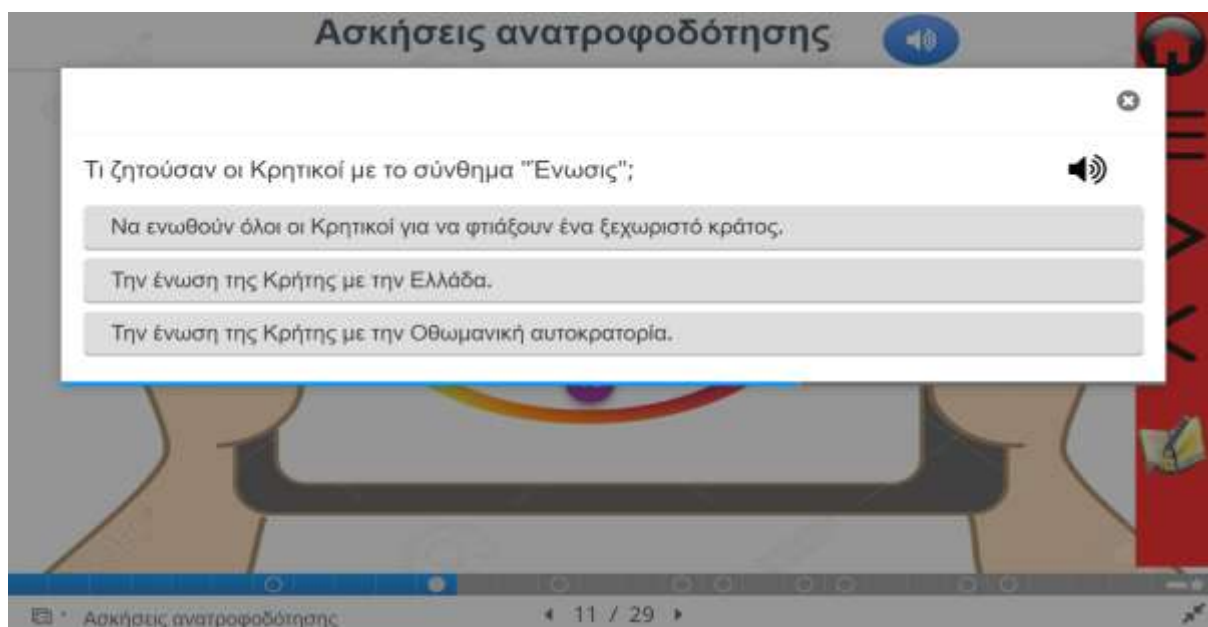 Ασκήσεις ανατροφοδότησης
Τι ζητούσαν οι Κρητικοί με το σύνθημα "Ένωσις";
Να ενωθούν όλοι οι Κρητικοί για να φτιάξουν ένα ξεχωριστό κράτος.
Την ένωση της Κρήτης με την Ελλάδα.
Την ένωση της Κρήτης με την Οθωμανική αυτοκρατορία.
Ασκήσεις ανατροφοδότησης
11 / 29